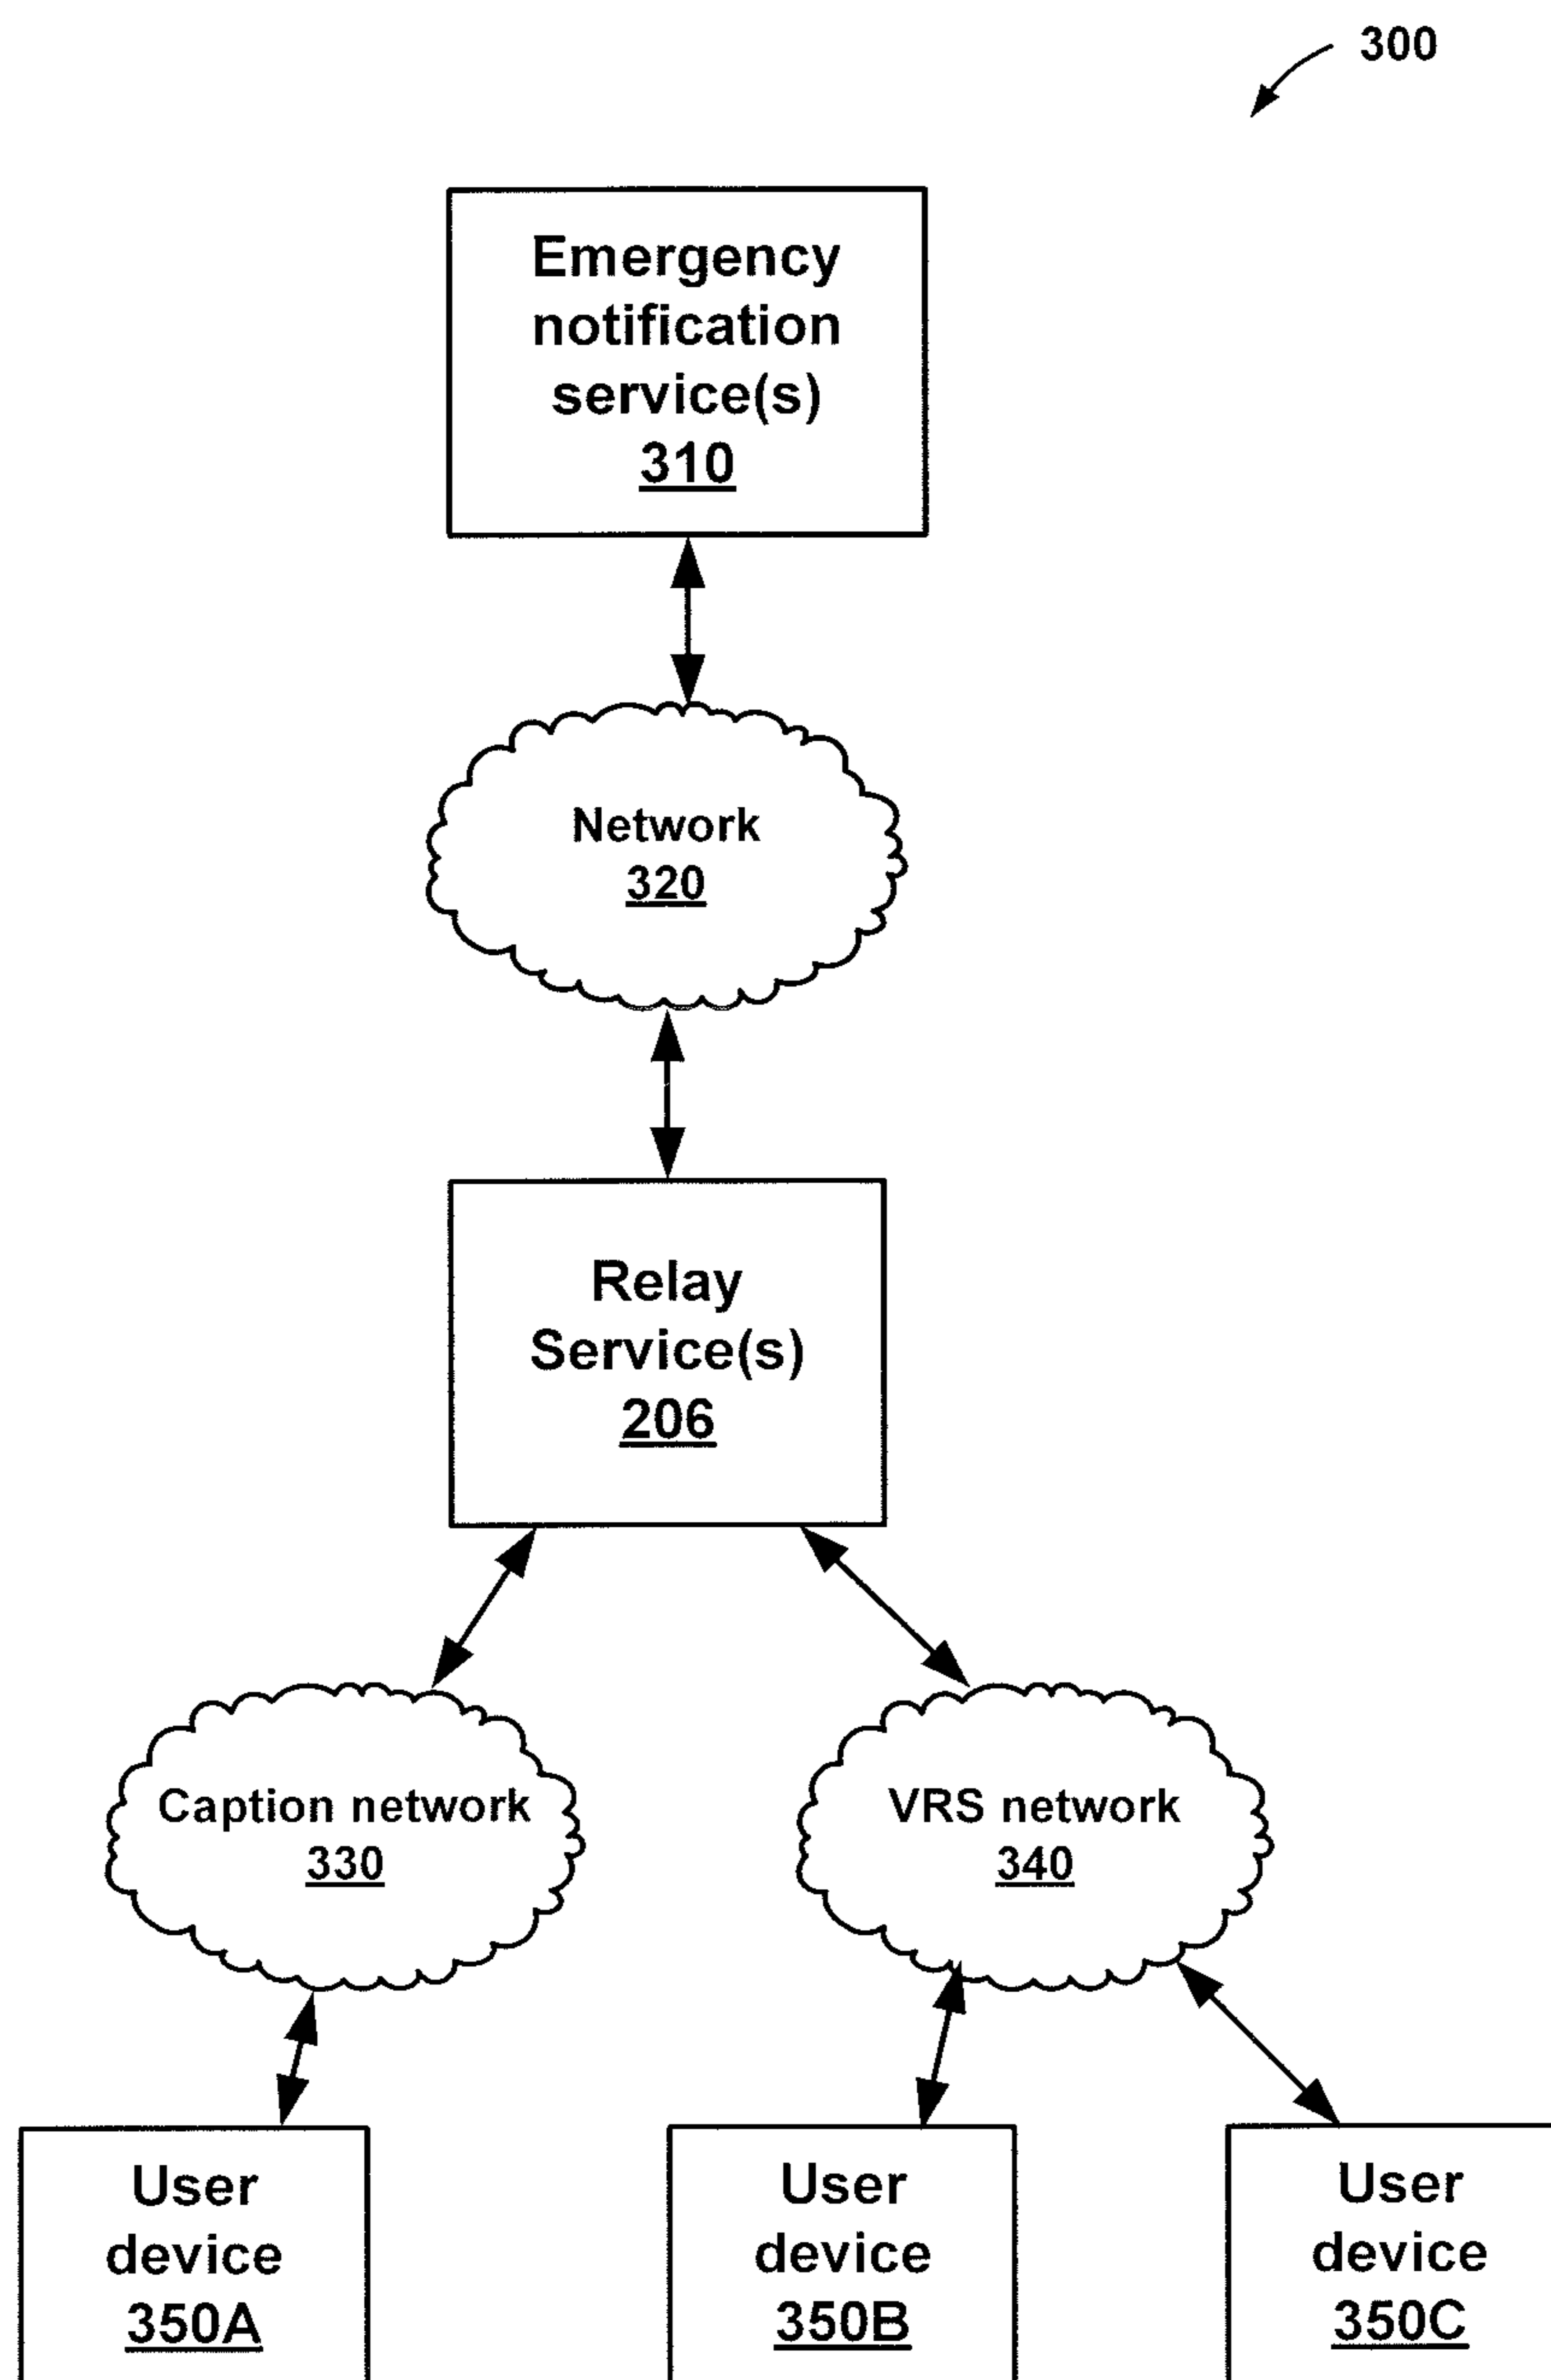 300
Emergency
notification
service(s)
310
Network
320
Relay
Service(s)
206
Caption network
330
VRS network
340
User
device
350A
User
device
350B
User
device
350C